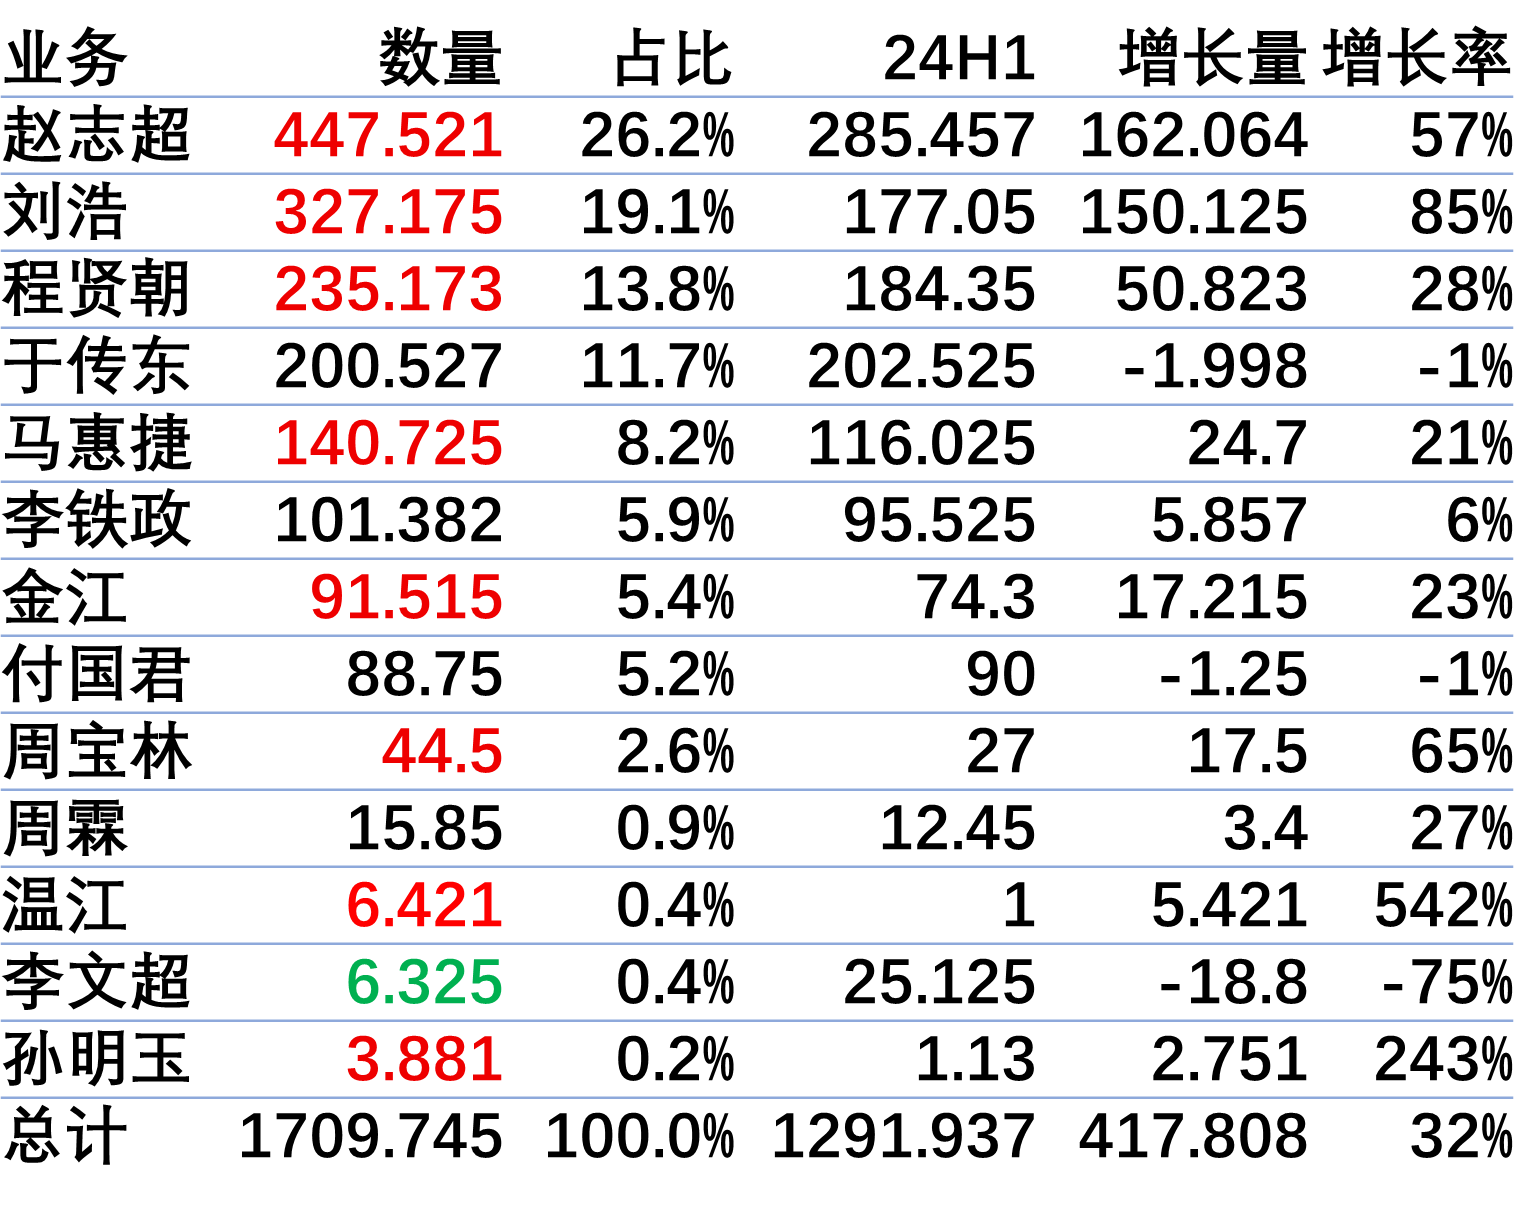 业务 数量 占比 24H1 增长量 增长率
赵志超 447.521 26.2% 285.457 162.064 57%
刘浩 327.175 19.1% 177.05 150.125 85%
程贤朝 235.173 13.8% 184.35 50.823 28%
于传东 200.527 11.7% 202.525 -1.998 -1%
马惠捷 140.725 8.2% 116.025 24.7 21%
李铁政 101.382 5.9% 95.525 5.857 6%
金江 91.515 5.4% 74.3 17.215 23%
付国君 88.75 5.2% 90 -1.25 -1%
周宝林 44.5 2.6% 27 17.5 65%
周霖 15.85 0.9% 12.45 3.4 27%
温江 6.421 0.4% 1 5.421 542%
李文超 6.325 0.4% 25.125 -18.8 -75%
孙明玉 3.881 0.2% 1.13 2.751 243%
总计 1709.745 100.0% 1291.937 417.808 32%